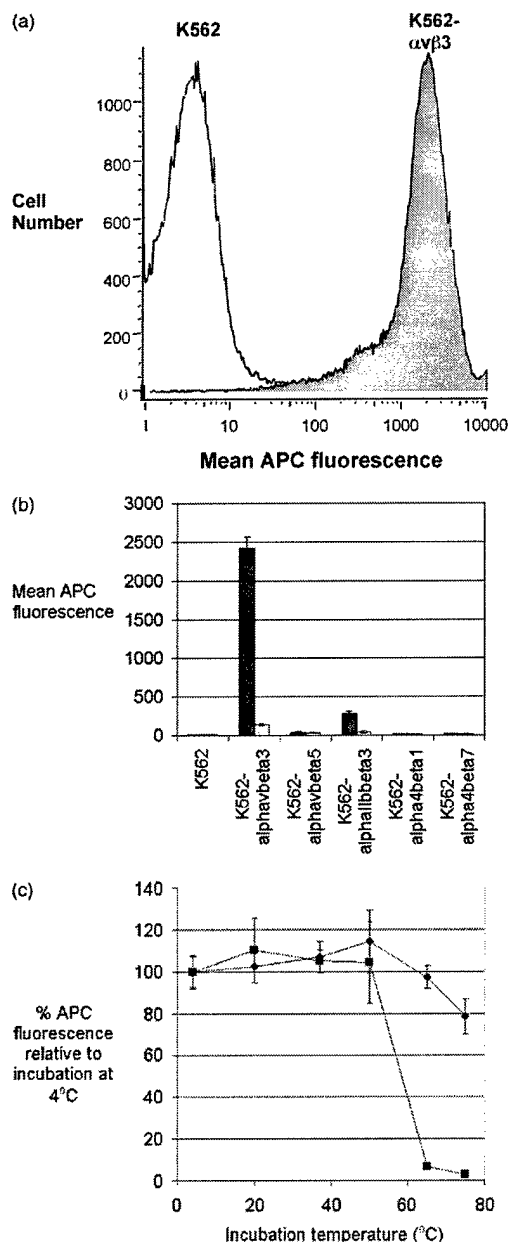 (a)
K562
K562-
αvβ3
1000
800
600
400
200
0
Cell
Number
1
10
100
1000
10000
Mean APC fluorescence
(b)
3000
2500
2000
1500
1000
500
0
Mean APC
fluorescence
K562
K562-
alphavbeta3
K562-
alphavbeta5
K562-
alphaIIbbeta3
K562-
alpha4beta1
K562-
alpha4beta7
(c)
140
120
100
80
60
40
20
0
% APC
fluorescence
relative to
incubation at
4°C
0
20
40
60
80
Incubation temperature (°C)